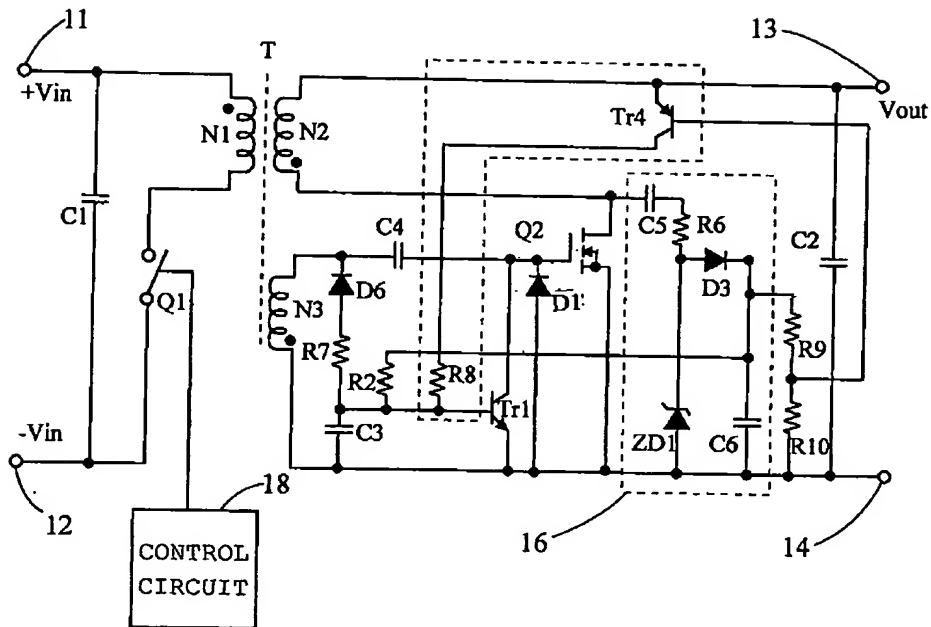 11
+Vin
T
13
Vout
N1
N2
Tr4
C1
C4
Q2
C5
R6
C2
Q1
N3
D6
D1
D3
R7
R2
R8
Tr1
R9
C3
ZD1
C6
R10
-Vin
12
18
16
14
CONTROL
CIRCUIT